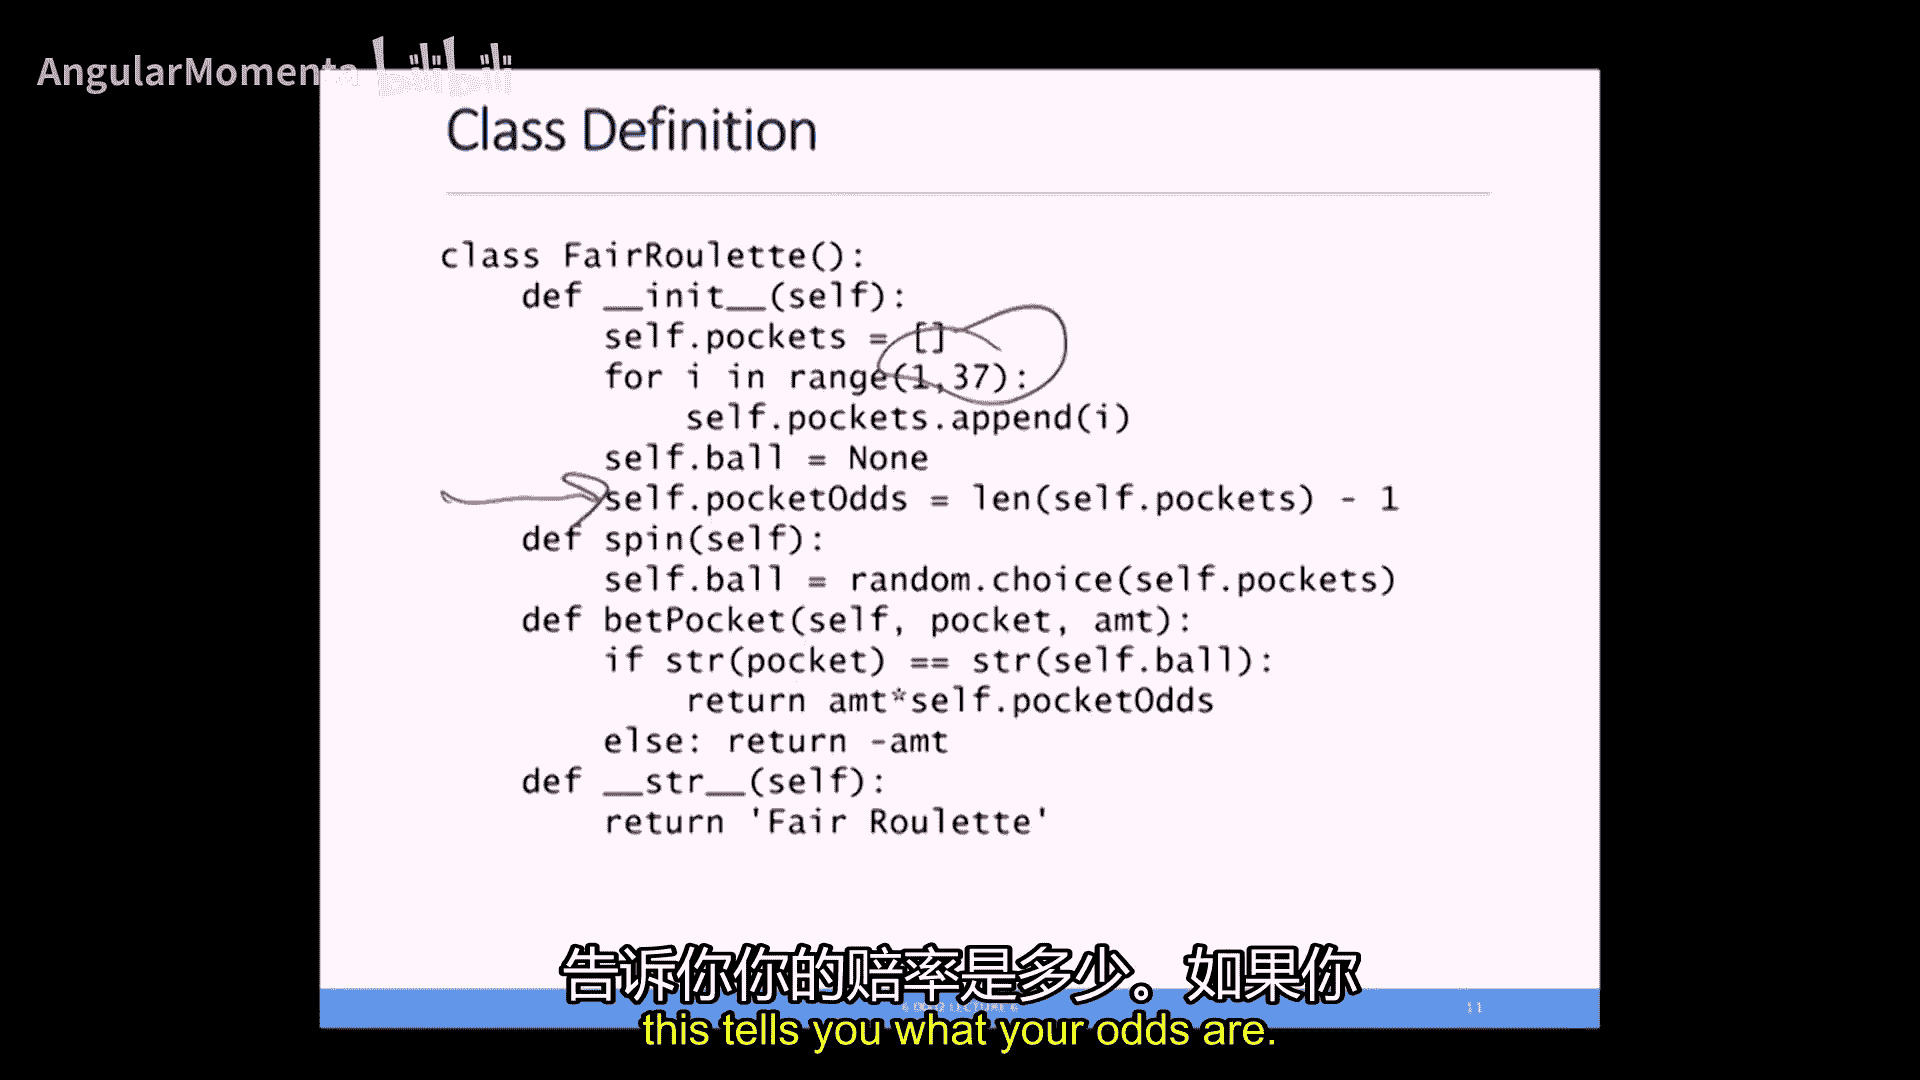 AngularMomenta bilibili
Class Definition
class FairRoulette():
    def __init__(self):
        self.pockets = []
        for i in range(1,37):
            self.pockets.append(i)
        self.ball = None
        self.pocketOdds = len(self.pockets) - 1
    def spin(self):
        self.ball = random.choice(self.pockets)
    def betPocket(self, pocket, amt):
        if str(pocket) == str(self.ball):
            return amt*self.pocketOdds
        else: return -amt
    def __str__(self):
        return 'Fair Roulette'
告诉你你的赔率是多少。如果你
LECTURE 6
11
this tells you what your odds are.